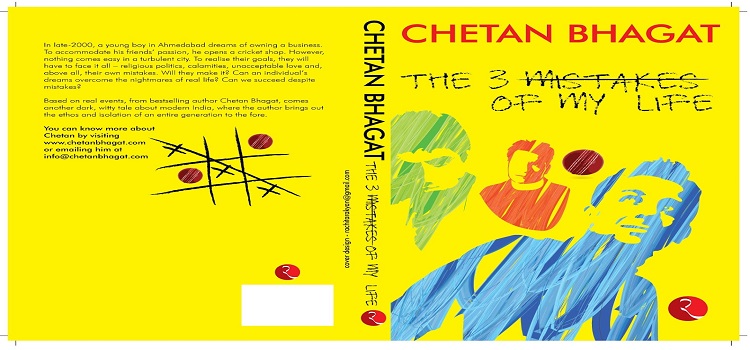 In late-2000, a young boy in Ahmedabad dreams of owning a business.
To accommodate his friends' passion, he opens a cricket shop. However,
nothing comes easy in a turbulent city. To realise their goals, they will
have to face it all – religious politics, calamities, unacceptable love and,
above all, their own mistakes. Will they make it? Can an individual's
dreams overcome the nightmares of real life? Can we succeed despite
mistakes?
Based on real events, from bestselling author Chetan Bhagat, comes
another dark, witty tale about modern India, where the author brings out
the ethos and isolation of an entire generation to the fore.
You can know more about
Chetan by visiting
www.chetanbhagat.com
or emailing him at
info@chetanbhagat.com
CHETAN BHAGAT THE 3 MISTAKES OF MY LIFE
CHETAN BHAGAT
THE 3 MISTAKES
OF MY LIFE